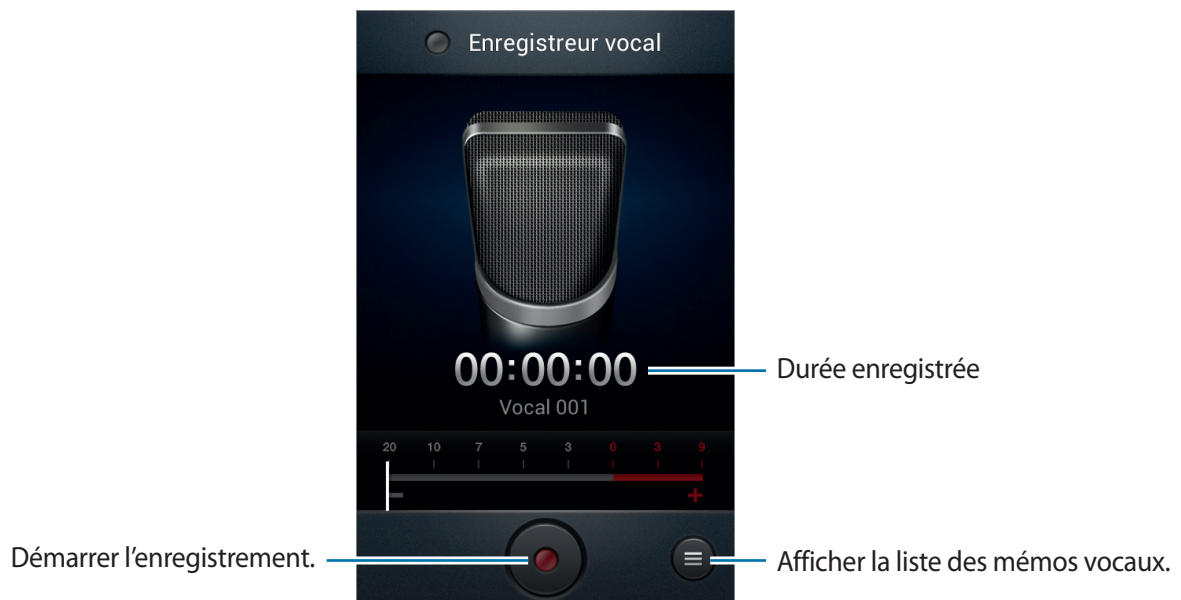 Enregistreur vocal
00:00:00
Durée enregistrée
Vocal 001
20 10 7 5 3 0 3 9
− +
Démarrer l'enregistrement.
Afficher la liste des mémos vocaux.